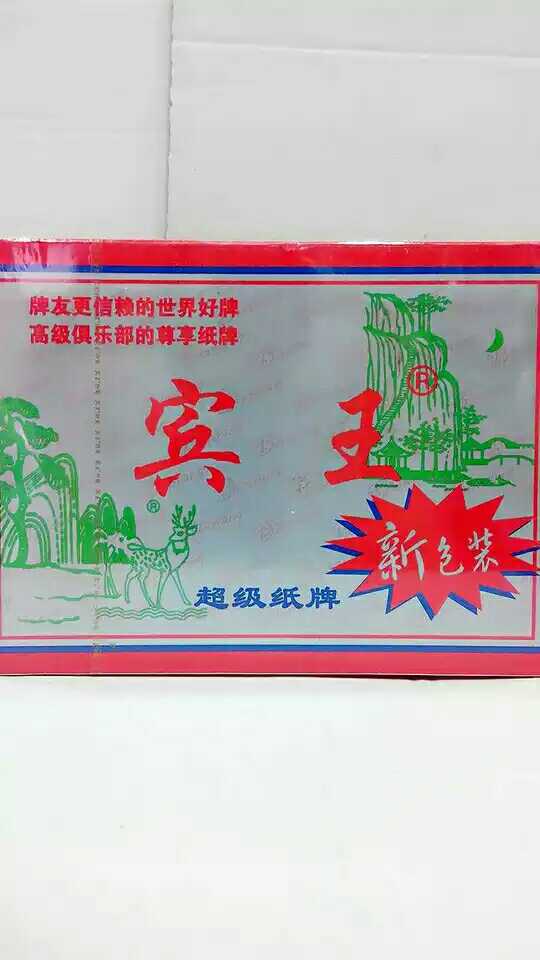 牌友更信赖的世界好牌
高级俱乐部的尊享纸牌
宾王®
®
新包装
超级纸牌